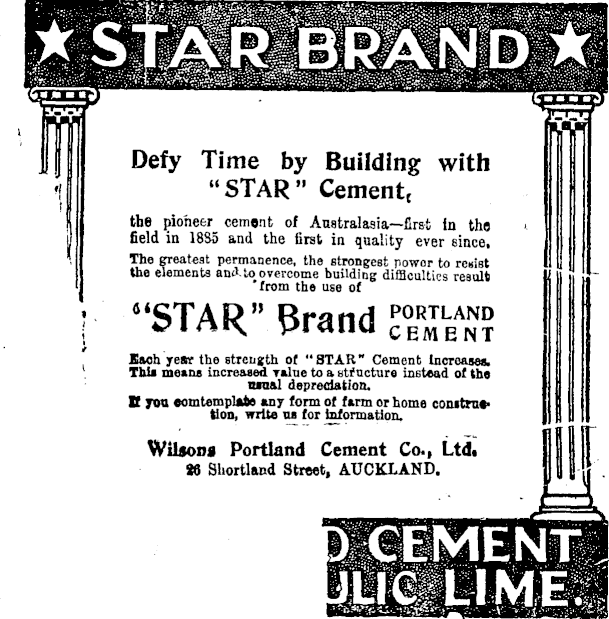 ★ STAR BRAND ★
Defy Time by Building with
"STAR" Cement,
the pioneer cement of Australasia—first in the
field in 1885 and the first in quality ever since.
The greatest permanence, the strongest power to resist
the elements and to overcome building difficulties result
from the use of
"STAR" Brand PORTLAND
CEMENT
Each year the strength of "STAR" Cement increases.
This means increased value to a structure instead of the
usual depreciation.
If you comtemplate any form of farm or home construc-
tion, write us for information.
Wilsons Portland Cement Co., Ltd.
26 Shortland Street, AUCKLAND.
D CEMENT
ULIC LIME.